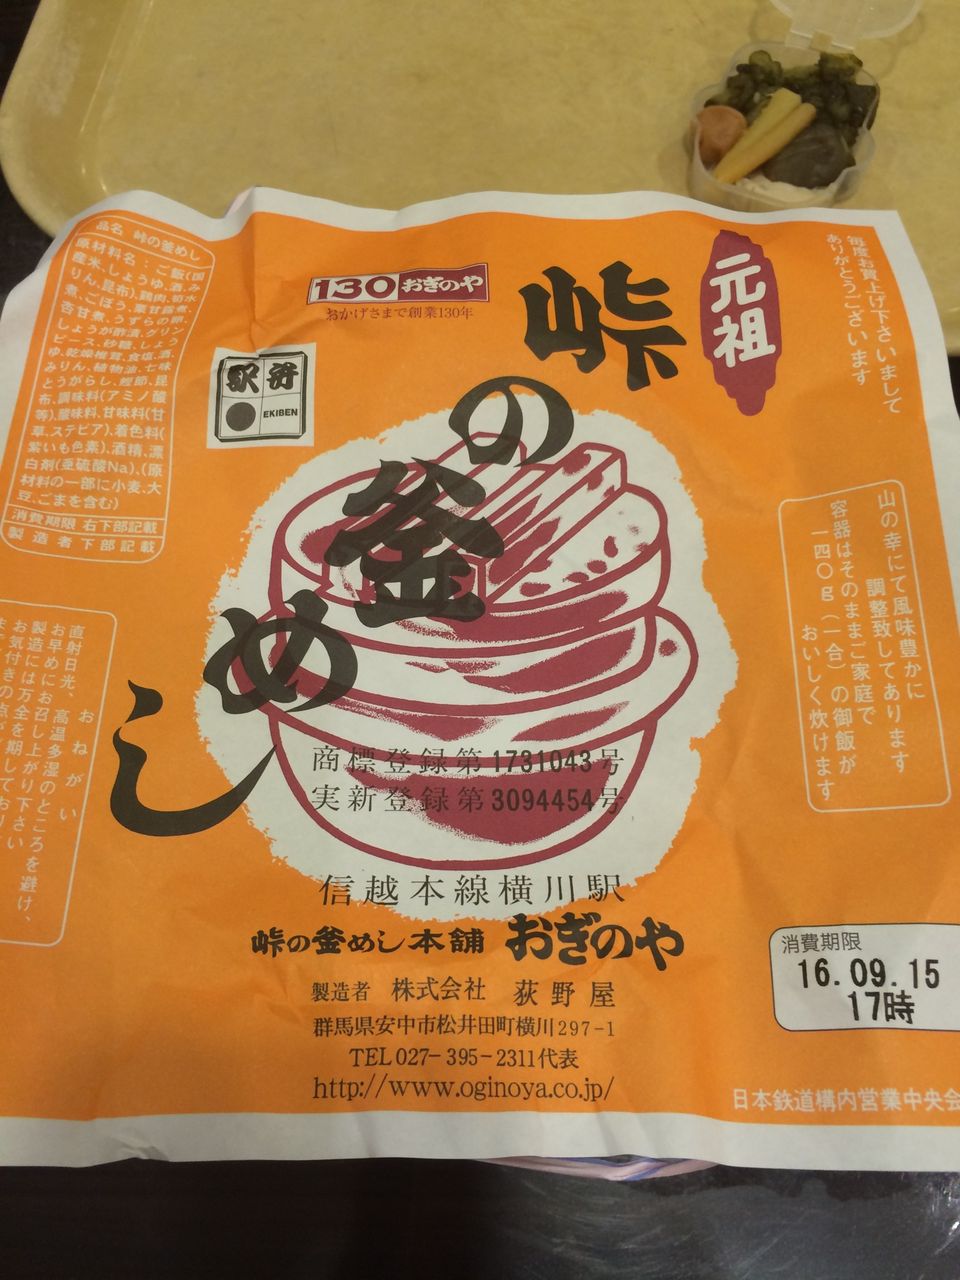 毎度お買上げ下さいまして
ありがとうございます
元祖
峠の釜めし
130 おぎのや
おかげさまで創業130年
駅弁
EKIBEN
品名 峠の釜めし
原材料名:ご飯(国
産米、しょうゆ、酒、み
りん、昆布)、鶏肉、筍水
煮、ごぼう、栗甘露煮、
杏甘煮、うずらの卵、
しょうが酢漬、グリン
ピース、砂糖、しょう
ゆ、乾燥椎茸、食塩、酒、
みりん、植物油、七味
とうがらし、鰹節、昆
布、調味料(アミノ酸
等)、酸味料、甘味料(甘
草、ステビア)、着色料(
紫いも色素)、酒精、漂
白剤(亜硫酸Na)、(原
材料の一部に小麦、大
豆、ごまを含む)
消費期限 右下部記載
製造者下部記載
山の幸にて風味豊かに
調整致してあります
容器はそのままご家庭で
一四〇g(一合)の御飯が
おいしく炊けます
おねがい
直射日光、高温多湿のところを避け、
お早めにお召し上がり下さい
製造には万全を期しており
お気付きの点が
商標登録第1731043号
実新登録第3094454号
信越本線横川駅
峠の釜めし本舗 おぎのや
製造者 株式会社 荻野屋
群馬県安中市松井田町横川297-1
TEL 027-395-2311代表
http://www.oginoya.co.jp/
消費期限
16.09.15
17時
日本鉄道構内営業中央会